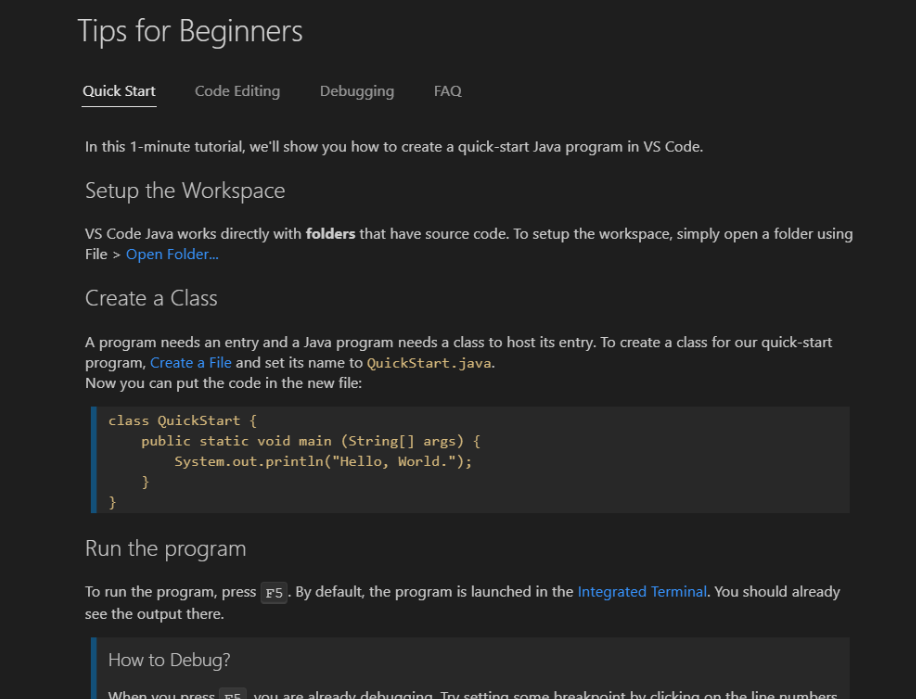 Tips for Beginners
Quick Start Code Editing Debugging FAQ
In this 1-minute tutorial, we'll show you how to create a quick-start Java program in VS Code.
Setup the Workspace
VS Code Java works directly with folders that have source code. To setup the workspace, simply open a folder using
File > Open Folder...
Create a Class
A program needs an entry and a Java program needs a class to host its entry. To create a class for our quick-start
program, Create a File and set its name to QuickStart.java.
Now you can put the code in the new file:
class QuickStart {
    public static void main (String[] args) {
        System.out.println("Hello, World.");
    }
}
Run the program
To run the program, press F5. By default, the program is launched in the Integrated Terminal. You should already
see the output there.
How to Debug?
When you press F5, you are already debugging. Try setting some breakpoint by clicking on the line numbers